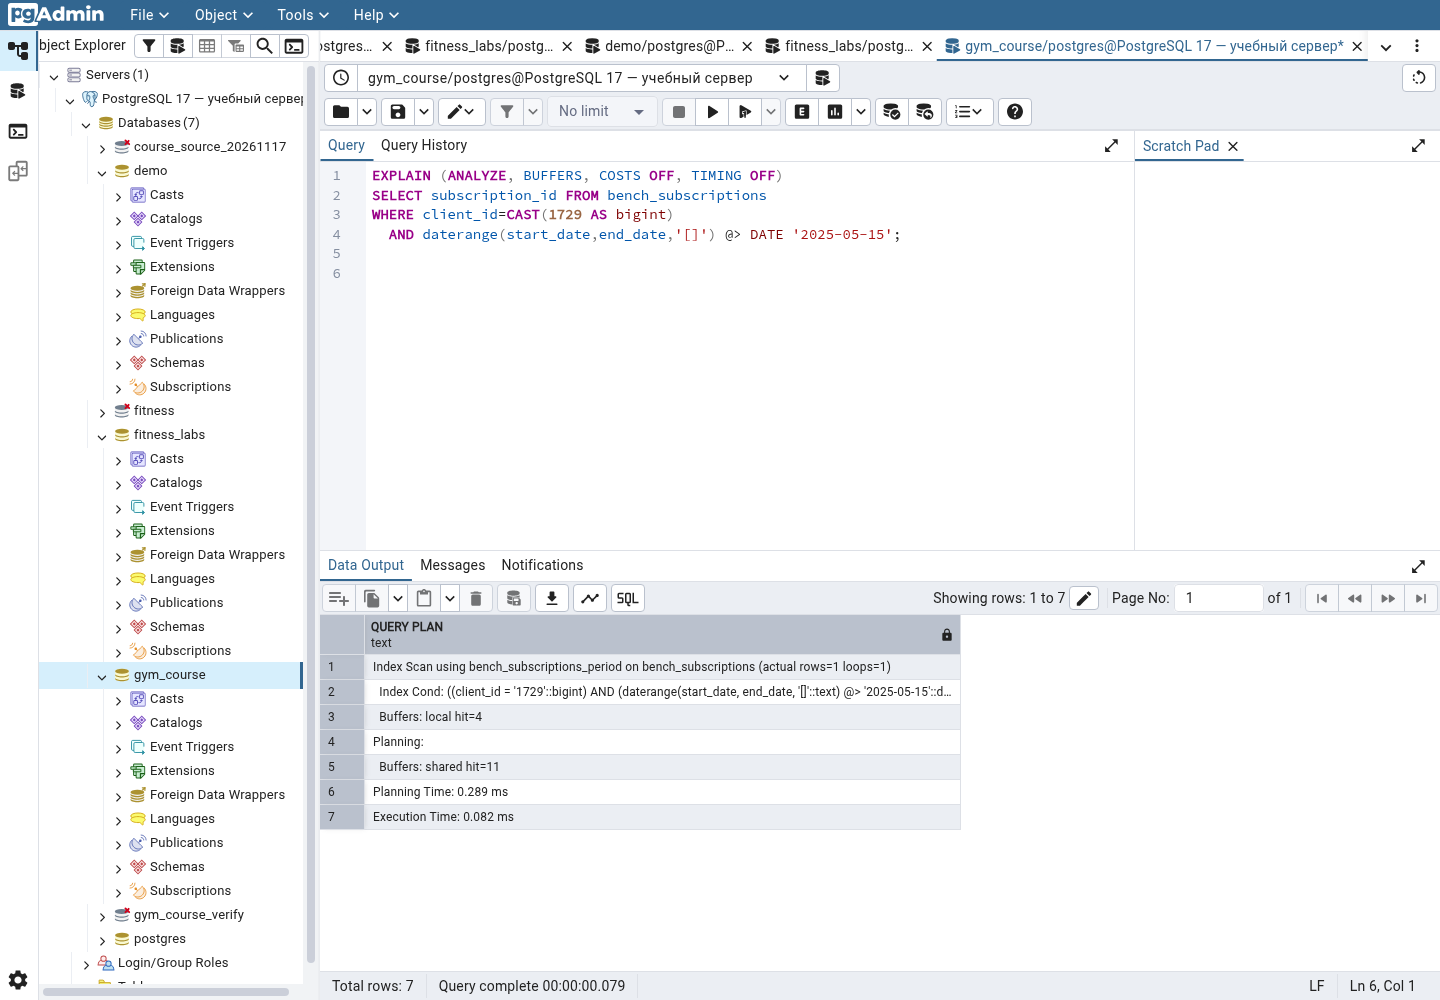 pgAdmin File Object Tools Help
bject Explorer
ostgres... fitness_labs/postg... demo/postgres@P... fitness_labs/postg... gym_course/postgres@PostgreSQL 17 — учебный сервер*
gym_course/postgres@PostgreSQL 17 — учебный сервер
No limit
E
Servers (1)
PostgreSQL 17 — учебный сервер
Databases (7)
course_source_20261117
demo
Casts
Catalogs
Event Triggers
Extensions
Foreign Data Wrappers
Languages
Publications
Schemas
Subscriptions
fitness
fitness_labs
Casts
Catalogs
Event Triggers
Extensions
Foreign Data Wrappers
Languages
Publications
Schemas
Subscriptions
gym_course
Casts
Catalogs
Event Triggers
Extensions
Foreign Data Wrappers
Languages
Publications
Schemas
Subscriptions
gym_course_verify
postgres
Login/Group Roles
Query Query History
Scratch Pad
1 EXPLAIN (ANALYZE, BUFFERS, COSTS OFF, TIMING OFF)
2 SELECT subscription_id FROM bench_subscriptions
3 WHERE client_id=CAST(1729 AS bigint)
4 AND daterange(start_date,end_date,'[]') @> DATE '2025-05-15';
5
6
Data Output Messages Notifications
SQL
Showing rows: 1 to 7 Page No: 1 of 1
QUERY PLAN
text
1 Index Scan using bench_subscriptions_period on bench_subscriptions (actual rows=1 loops=1)
2 Index Cond: ((client_id = '1729'::bigint) AND (daterange(start_date, end_date, '[]'::text) @> '2025-05-15'::d...
3 Buffers: local hit=4
4 Planning:
5 Buffers: shared hit=11
6 Planning Time: 0.289 ms
7 Execution Time: 0.082 ms
Total rows: 7 Query complete 00:00:00.079 LF Ln 6, Col 1